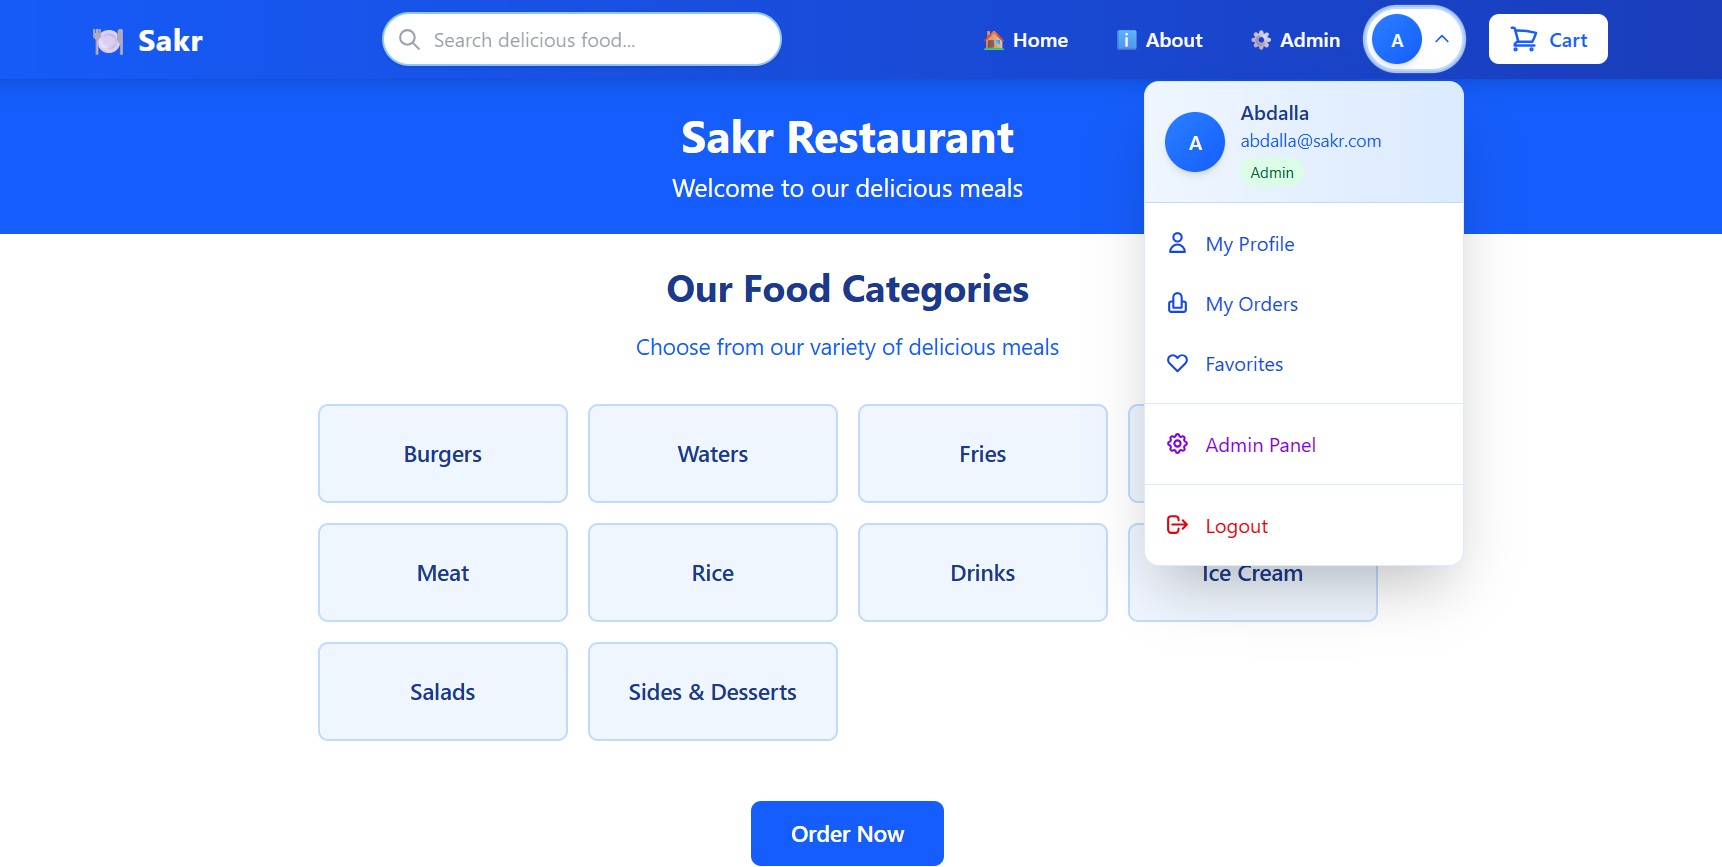 Sakr
Search delicious food...
Home
About
Admin
A
Cart
Sakr Restaurant
Welcome to our delicious meals
A
Abdalla
abdalla@sakr.com
Admin
My Profile
My Orders
Favorites
Admin Panel
Logout
Our Food Categories
Choose from our variety of delicious meals
Burgers
Waters
Fries
Meat
Rice
Drinks
Ice Cream
Salads
Sides & Desserts
Order Now